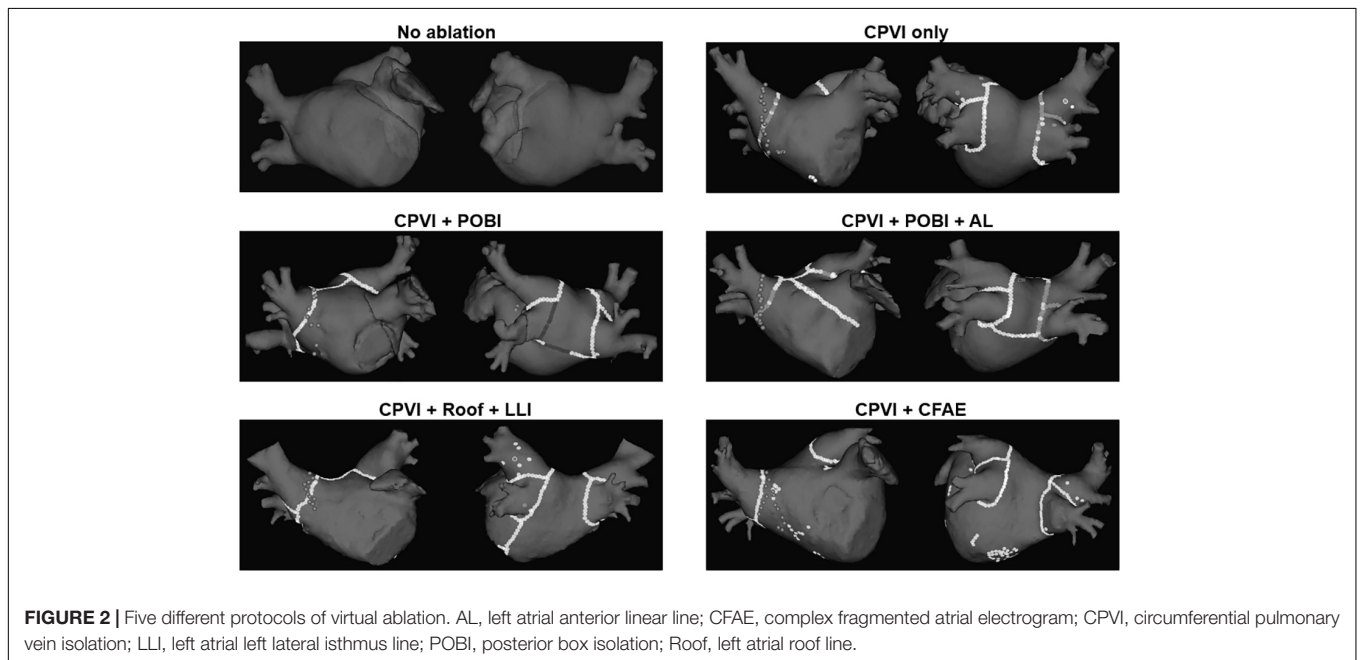 No ablation
CPVI only
CPVI + POBI
CPVI + POBI + AL
CPVI + Roof + LLI
CPVI + CFAE
FIGURE 2 | Five different protocols of virtual ablation. AL, left atrial anterior linear line; CFAE, complex fragmented atrial electrogram; CPVI, circumferential pulmonary
vein isolation; LLI, left atrial left lateral isthmus line; POBI, posterior box isolation; Roof, left atrial roof line.